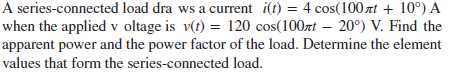 A series-connected load dra ws a current i(t) = 4 cos(100πt + 10°) A
when the applied v oltage is v(t) = 120 cos(100πt − 20°) V. Find the
apparent power and the power factor of the load. Determine the element
values that form the series-connected load.